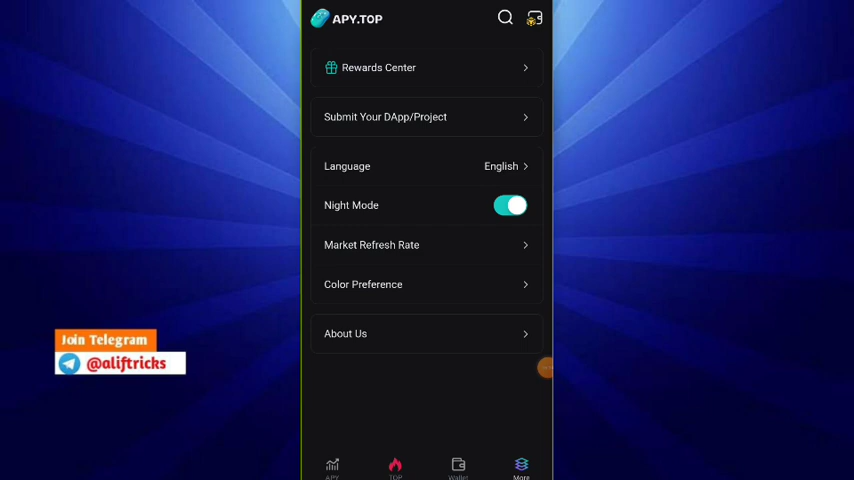 APY.TOP
Rewards Center
Submit Your DApp/Project
Language English
Night Mode
Market Refresh Rate
Color Preference
About Us
Join Telegram
@aliftricks
APY TOP Wallet More